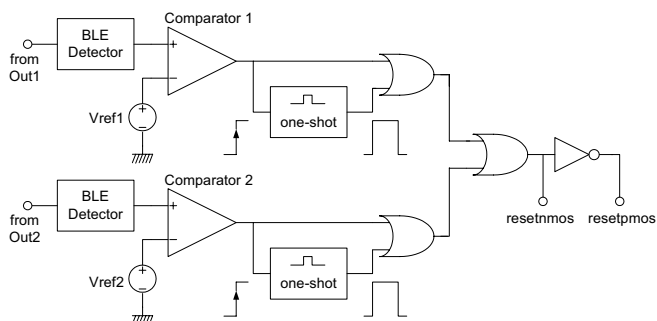 Comparator 1
BLE
Detector
from
Out1
+
−
Vref1
+
−
one-shot
Comparator 2
BLE
Detector
from
Out2
+
−
Vref2
+
−
one-shot
resetnmos
resetpmos